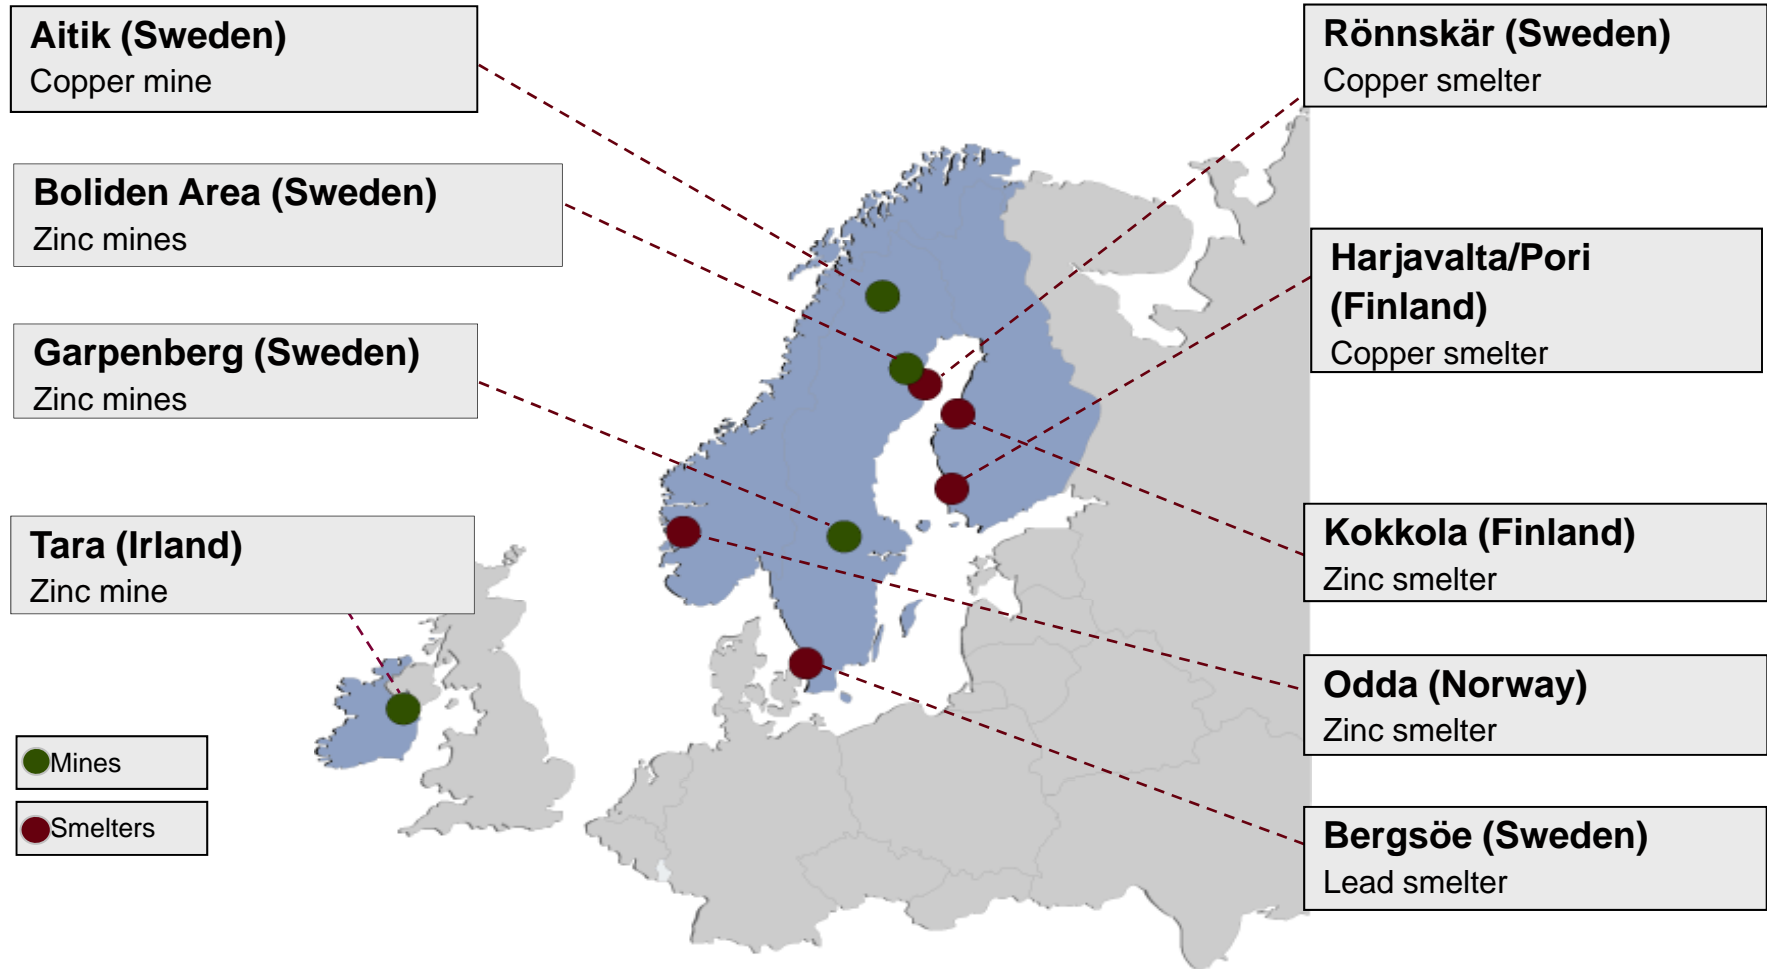 Aitik (Sweden)
Copper mine
Boliden Area (Sweden)
Zinc mines
Garpenberg (Sweden)
Zinc mines
Tara (Irland)
Zinc mine
Mines
Smelters
Rönnskär (Sweden)
Copper smelter
Harjavalta/Pori
(Finland)
Copper smelter
Kokkola (Finland)
Zinc smelter
Odda (Norway)
Zinc smelter
Bergsöe (Sweden)
Lead smelter